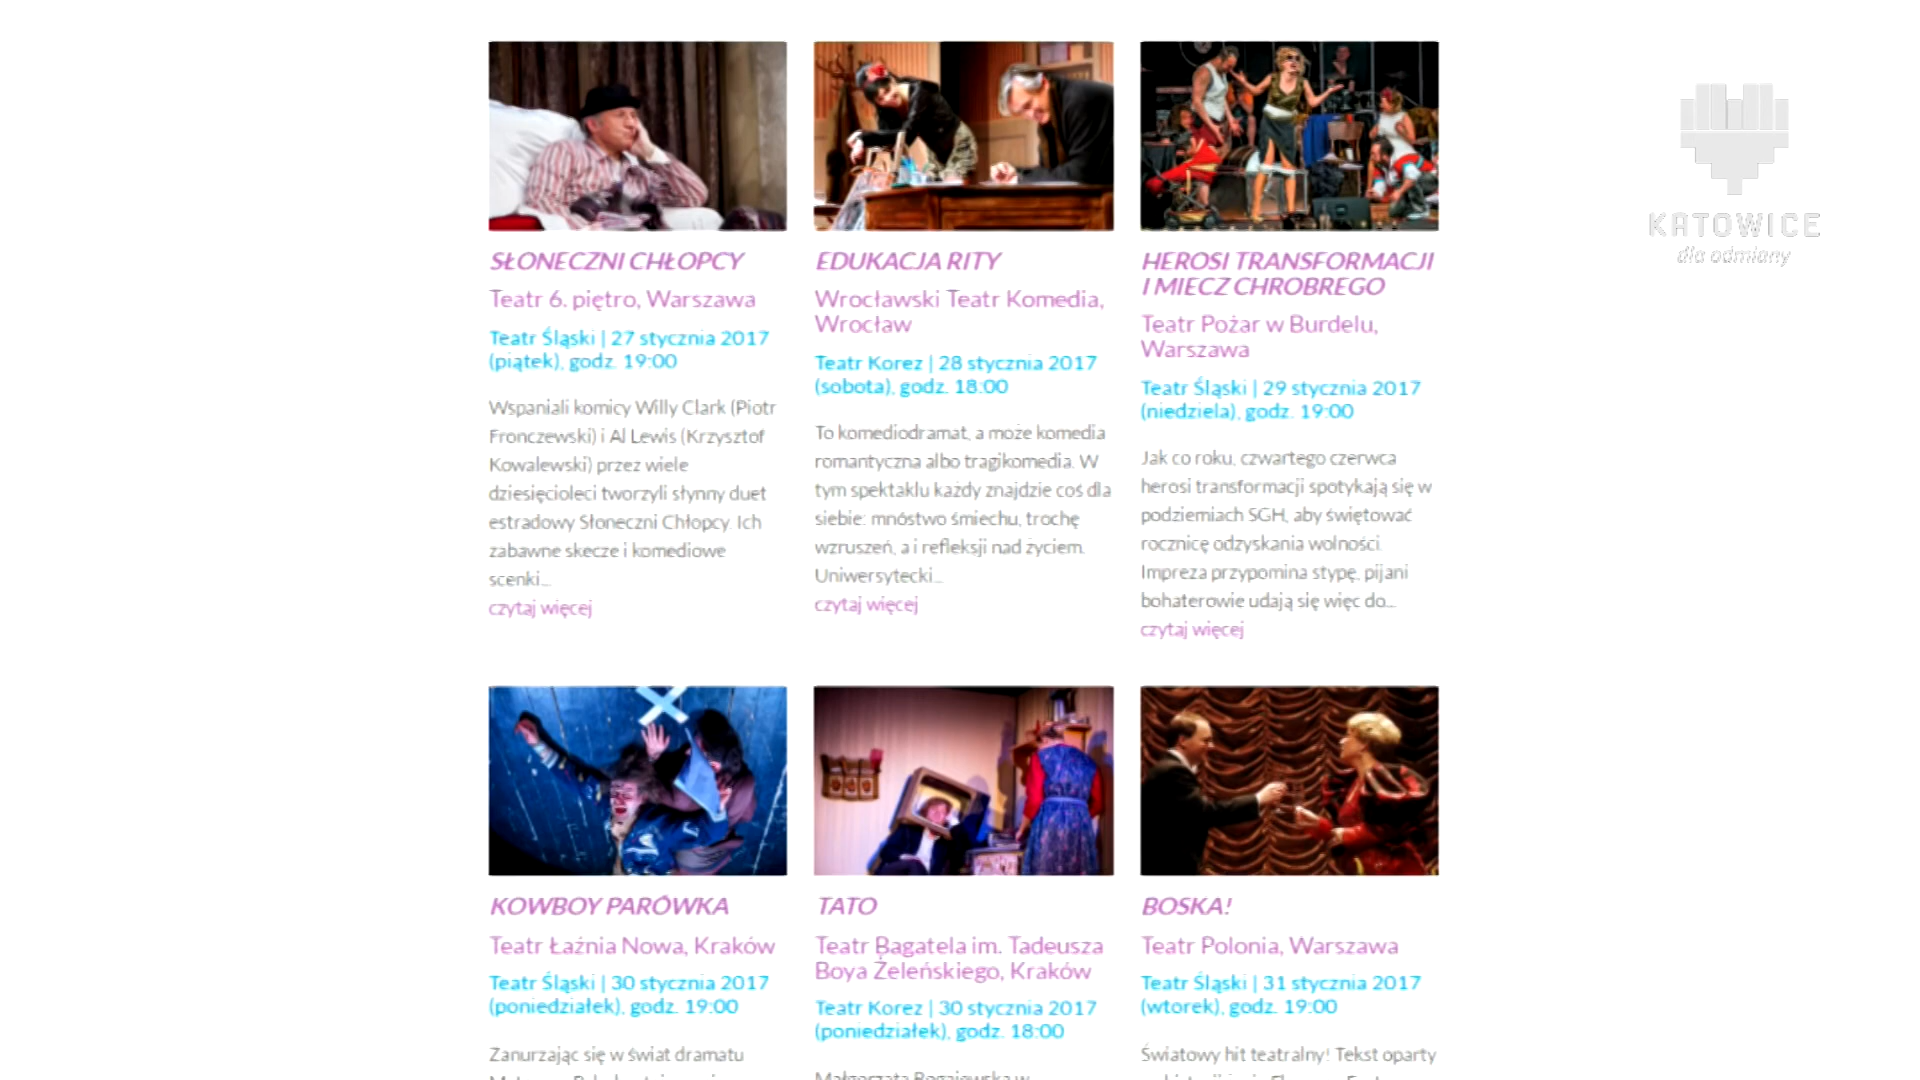 SŁONECZNI CHŁOPCY
Teatr 6. piętro, Warszawa
Teatr Śląski | 27 stycznia 2017
(piątek), godz. 19:00
Wspaniali komicy Willy Clark (Piotr
Fronczewski) i Al Lewis (Krzysztof
Kowalewski) przez wiele
dziesięcioleci tworzyli słynny duet
estradowy Słoneczni Chłopcy. Ich
zabawne skecze i komediowe
scenki...
czytaj więcej
EDUKACJA RITY
Wrocławski Teatr Komedia,
Wrocław
Teatr Korez | 28 stycznia 2017
(sobota), godz. 18:00
To komediodramat, a może komedia
romantyczna albo tragikomedia. W
tym spektaklu każdy znajdzie coś dla
siebie: mnóstwo śmiechu, trochę
wzruszeń, a i refleksji nad życiem.
Uniwersytecki...
czytaj więcej
HEROSI TRANSFORMACJI
I MIECZ CHROBREGO
Teatr Pożar w Burdelu,
Warszawa
Teatr Śląski | 29 stycznia 2017
(niedziela), godz. 19:00
Jak co roku, czwartego czerwca
herosi transformacji spotykają się w
podziemiach SGH, aby świętować
rocznicę odzyskania wolności.
Impreza przypomina stypę, pijani
bohaterowie udają się więc do...
czytaj więcej
KATOWICE
dla odmiany
KOWBOY PARÓWKA
Teatr Łaźnia Nowa, Kraków
Teatr Śląski | 30 stycznia 2017
(poniedziałek), godz. 19:00
Zanurzając się w świat dramatu
TATO
Teatr Bagatela im. Tadeusza
Boya Żeleńskiego, Kraków
Teatr Korez | 30 stycznia 2017
(poniedziałek), godz. 18:00
Małgorzata Bogajewska w
BOSKA!
Teatr Polonia, Warszawa
Teatr Śląski | 31 stycznia 2017
(wtorek), godz. 19:00
Światowy hit teatralny! Tekst oparty